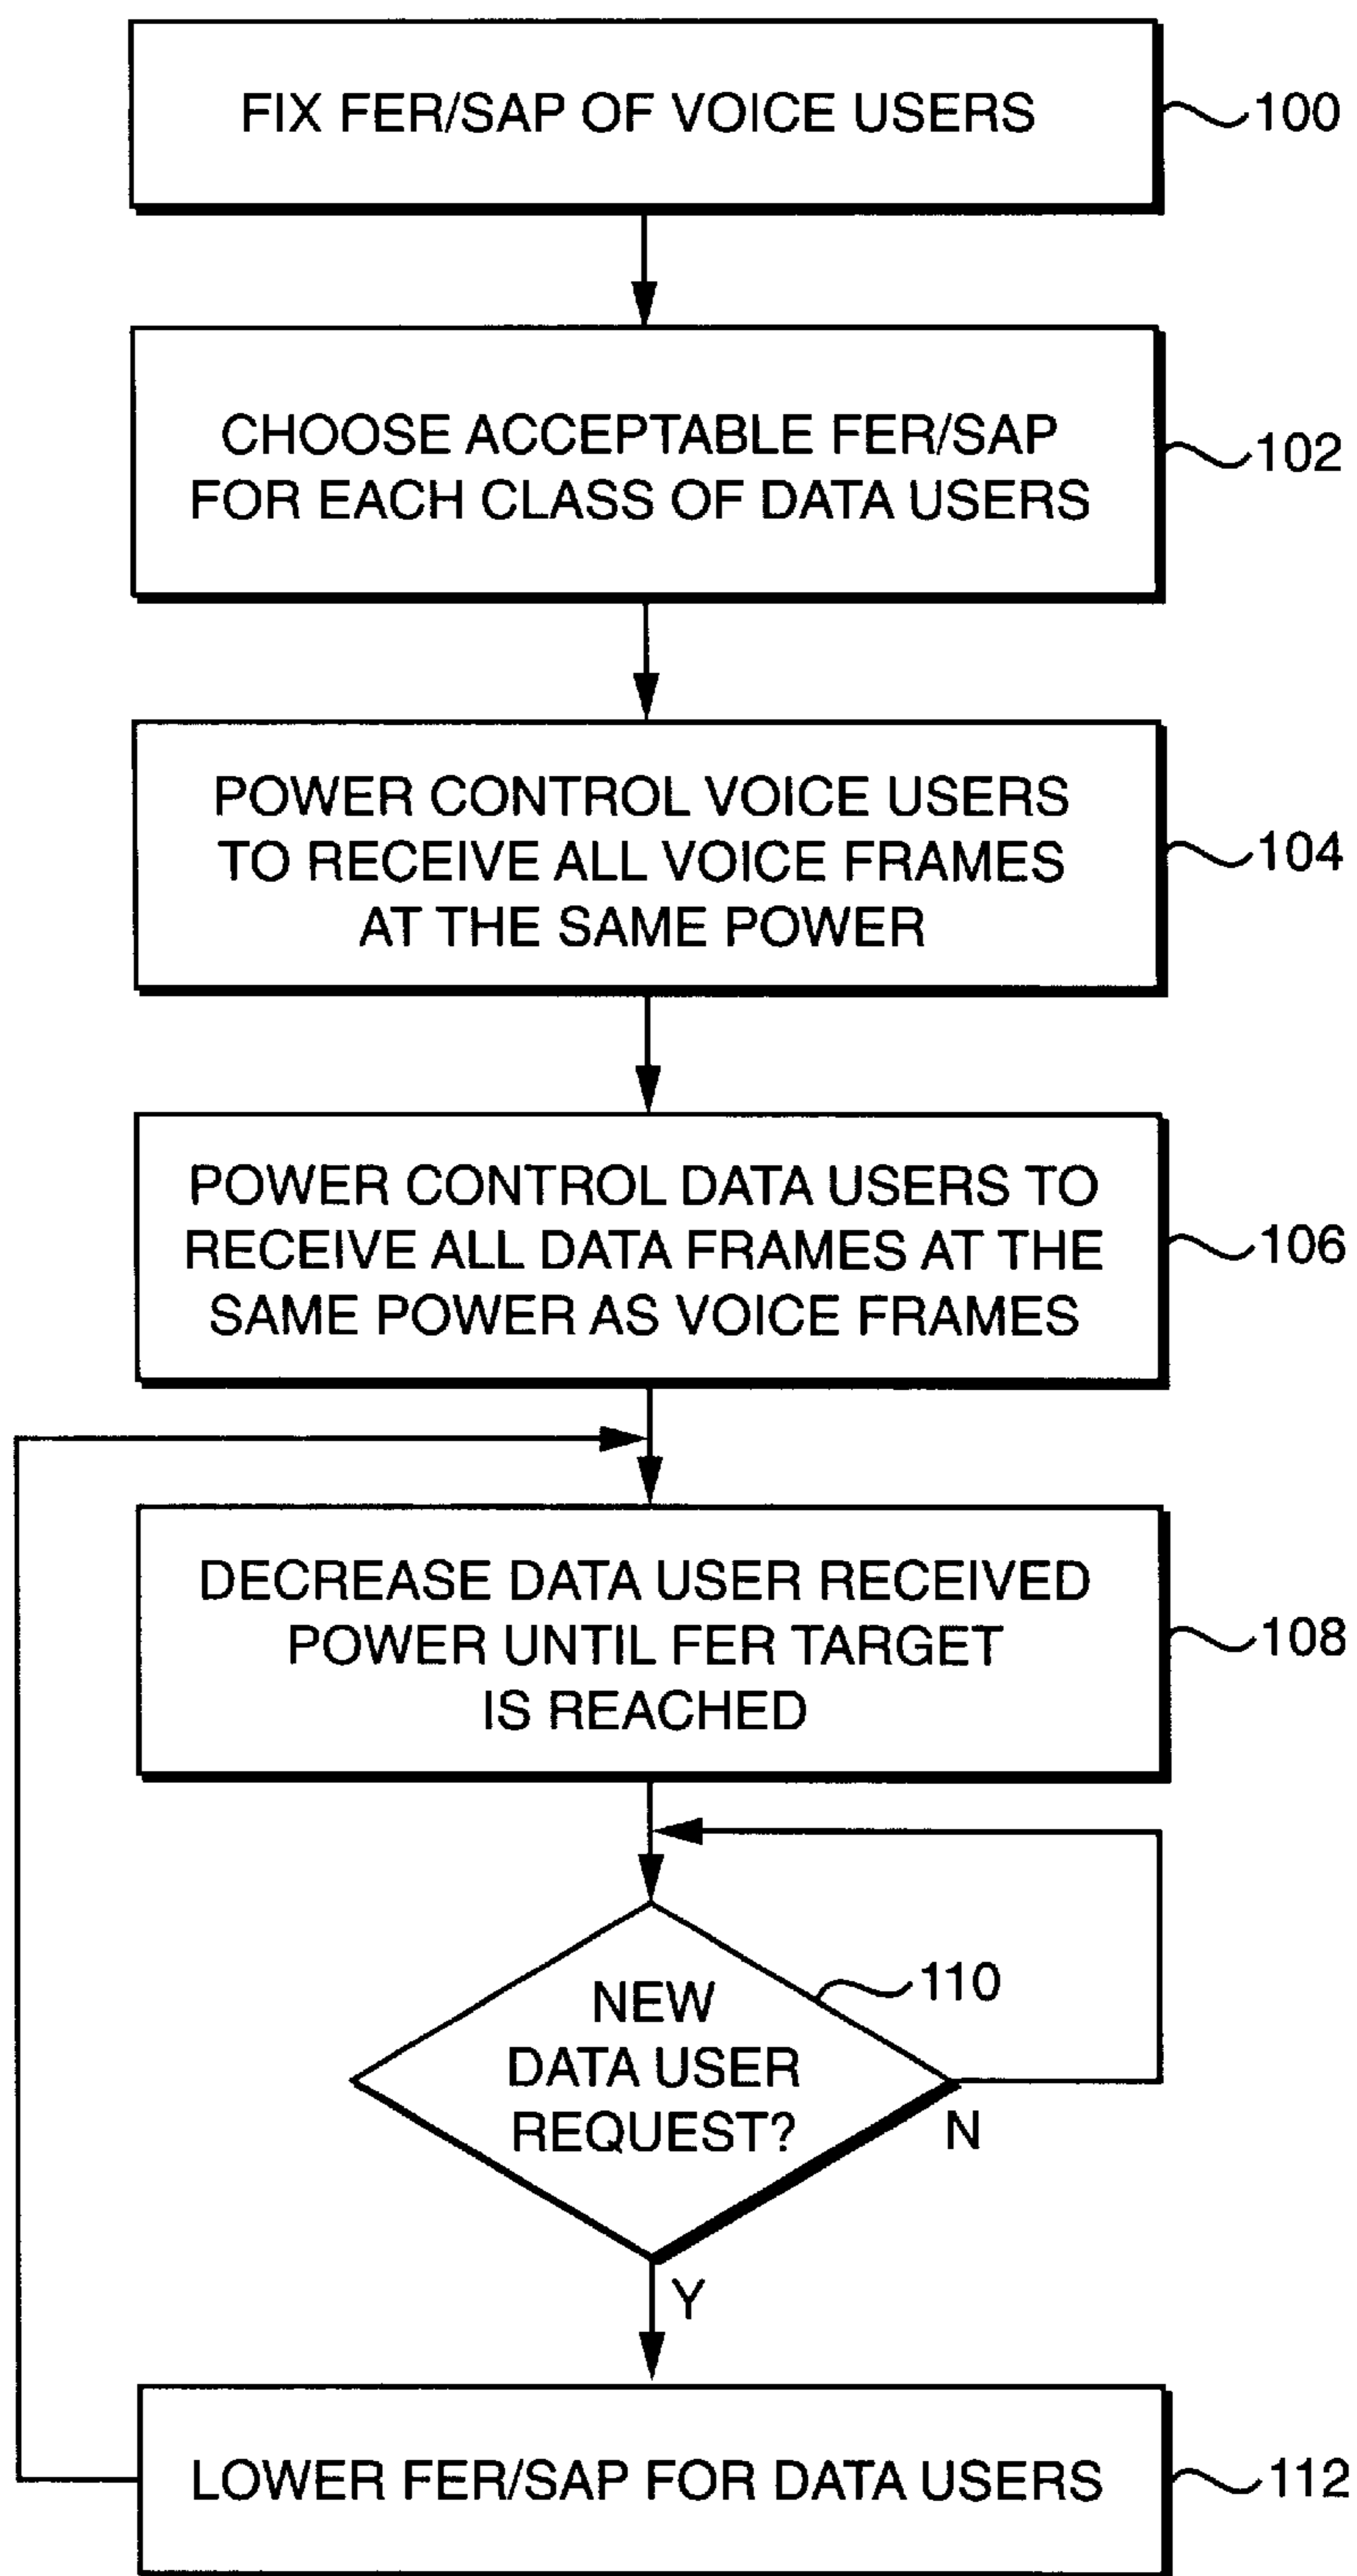 FIX FER/SAP OF VOICE USERS
100
CHOOSE ACCEPTABLE FER/SAP
FOR EACH CLASS OF DATA USERS
102
POWER CONTROL VOICE USERS
TO RECEIVE ALL VOICE FRAMES
AT THE SAME POWER
104
POWER CONTROL DATA USERS TO
RECEIVE ALL DATA FRAMES AT THE
SAME POWER AS VOICE FRAMES
106
DECREASE DATA USER RECEIVED
POWER UNTIL FER TARGET
IS REACHED
108
NEW
DATA USER
REQUEST?
110
N
Y
LOWER FER/SAP FOR DATA USERS
112